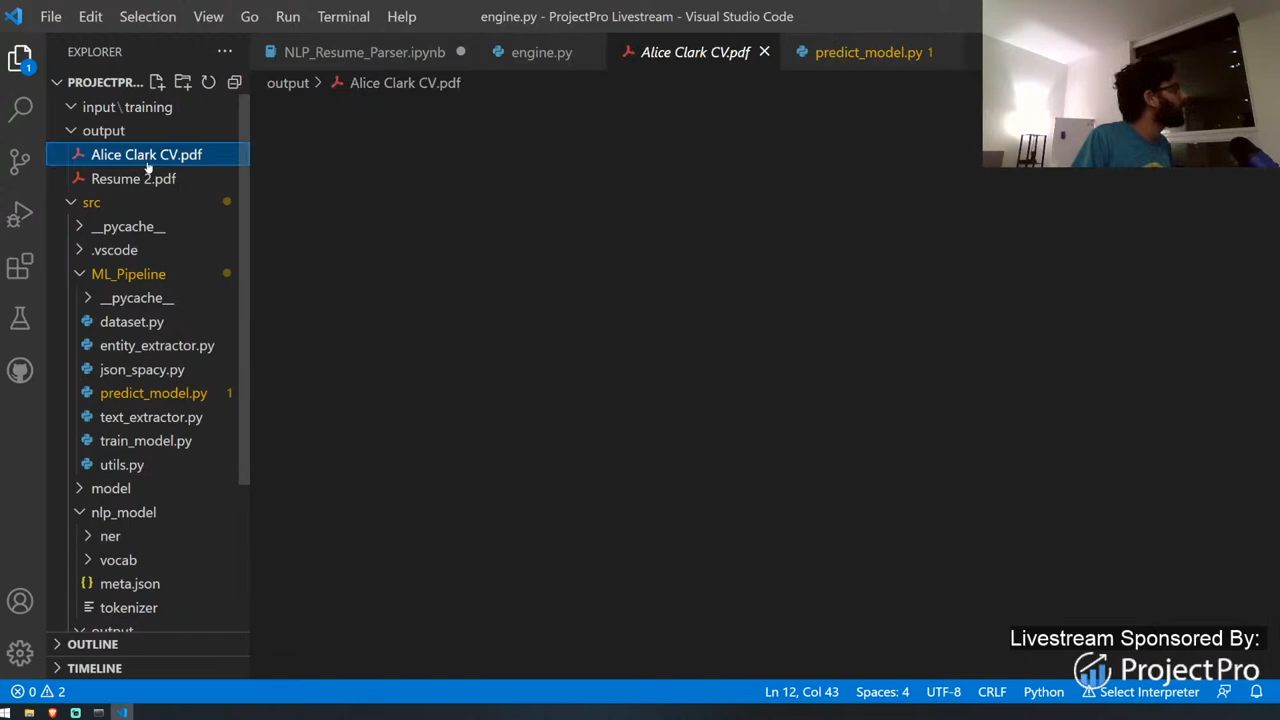 File Edit Selection View Go Run Terminal Help engine.py - ProjectPro Livestream - Visual Studio Code
EXPLORER ...
NLP_Resume_Parser.ipynb engine.py Alice Clark CV.pdf predict_model.py 1
PROJECTPR...
output > Alice Clark CV.pdf
input\training
output
Alice Clark CV.pdf
Resume 2.pdf
src
__pycache__
.vscode
ML_Pipeline
__pycache__
dataset.py
entity_extractor.py
json_spacy.py
predict_model.py 1
text_extractor.py
train_model.py
utils.py
model
nlp_model
ner
vocab
{} meta.json
tokenizer
output
OUTLINE
TIMELINE
1
Livestream Sponsored By:
ProjectPro
0 2 Ln 12, Col 43 Spaces: 4 UTF-8 CRLF Python Select Interpreter